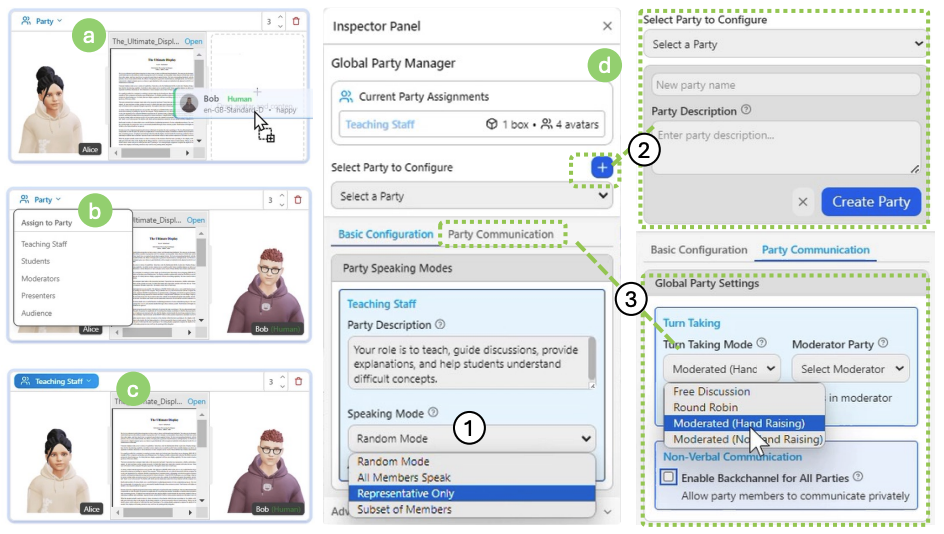 Party
3
a
The_Ultimate_Displ... Open
The Ultimate Display
Bob Human
en-GB-Standard-D • happy
Alice
Party
3
b
Assign to Party
Teaching Staff
Students
Moderators
Presenters
Audience
ltimate_Displ... Open
Alice
Bob (Human)
Teaching Staff
3
c
The_ ate_Displ... Open
Alice
Bob (Human)
Inspector Panel
d
Global Party Manager
Current Party Assignments
Teaching Staff
1 box • 4 avatars
Select Party to Configure
+
Select a Party
Basic Configuration
Party Communication
Party Speaking Modes
Teaching Staff
Party Description
Your role is to teach, guide discussions, provide
explanations, and help students understand
difficult concepts.
Speaking Mode
1
Random Mode
Random Mode
All Members Speak
Representative Only
Subset of Members
Adv
Select Party to Configure
Select a Party
New party name
Party Description
Enter party description...
2
× Create Party
Basic Configuration
Party Communication
3
Global Party Settings
Turn Taking
Turn Taking Mode
Moderator Party
Moderated (Hanc
Select Moderator
s in moderator
Free Discussion
Round Robin
Moderated (Hand Raising)
Moderated (No and Raising)
Non-Verbal Communication
Enable Backchannel for All Parties
Allow party members to communicate privately